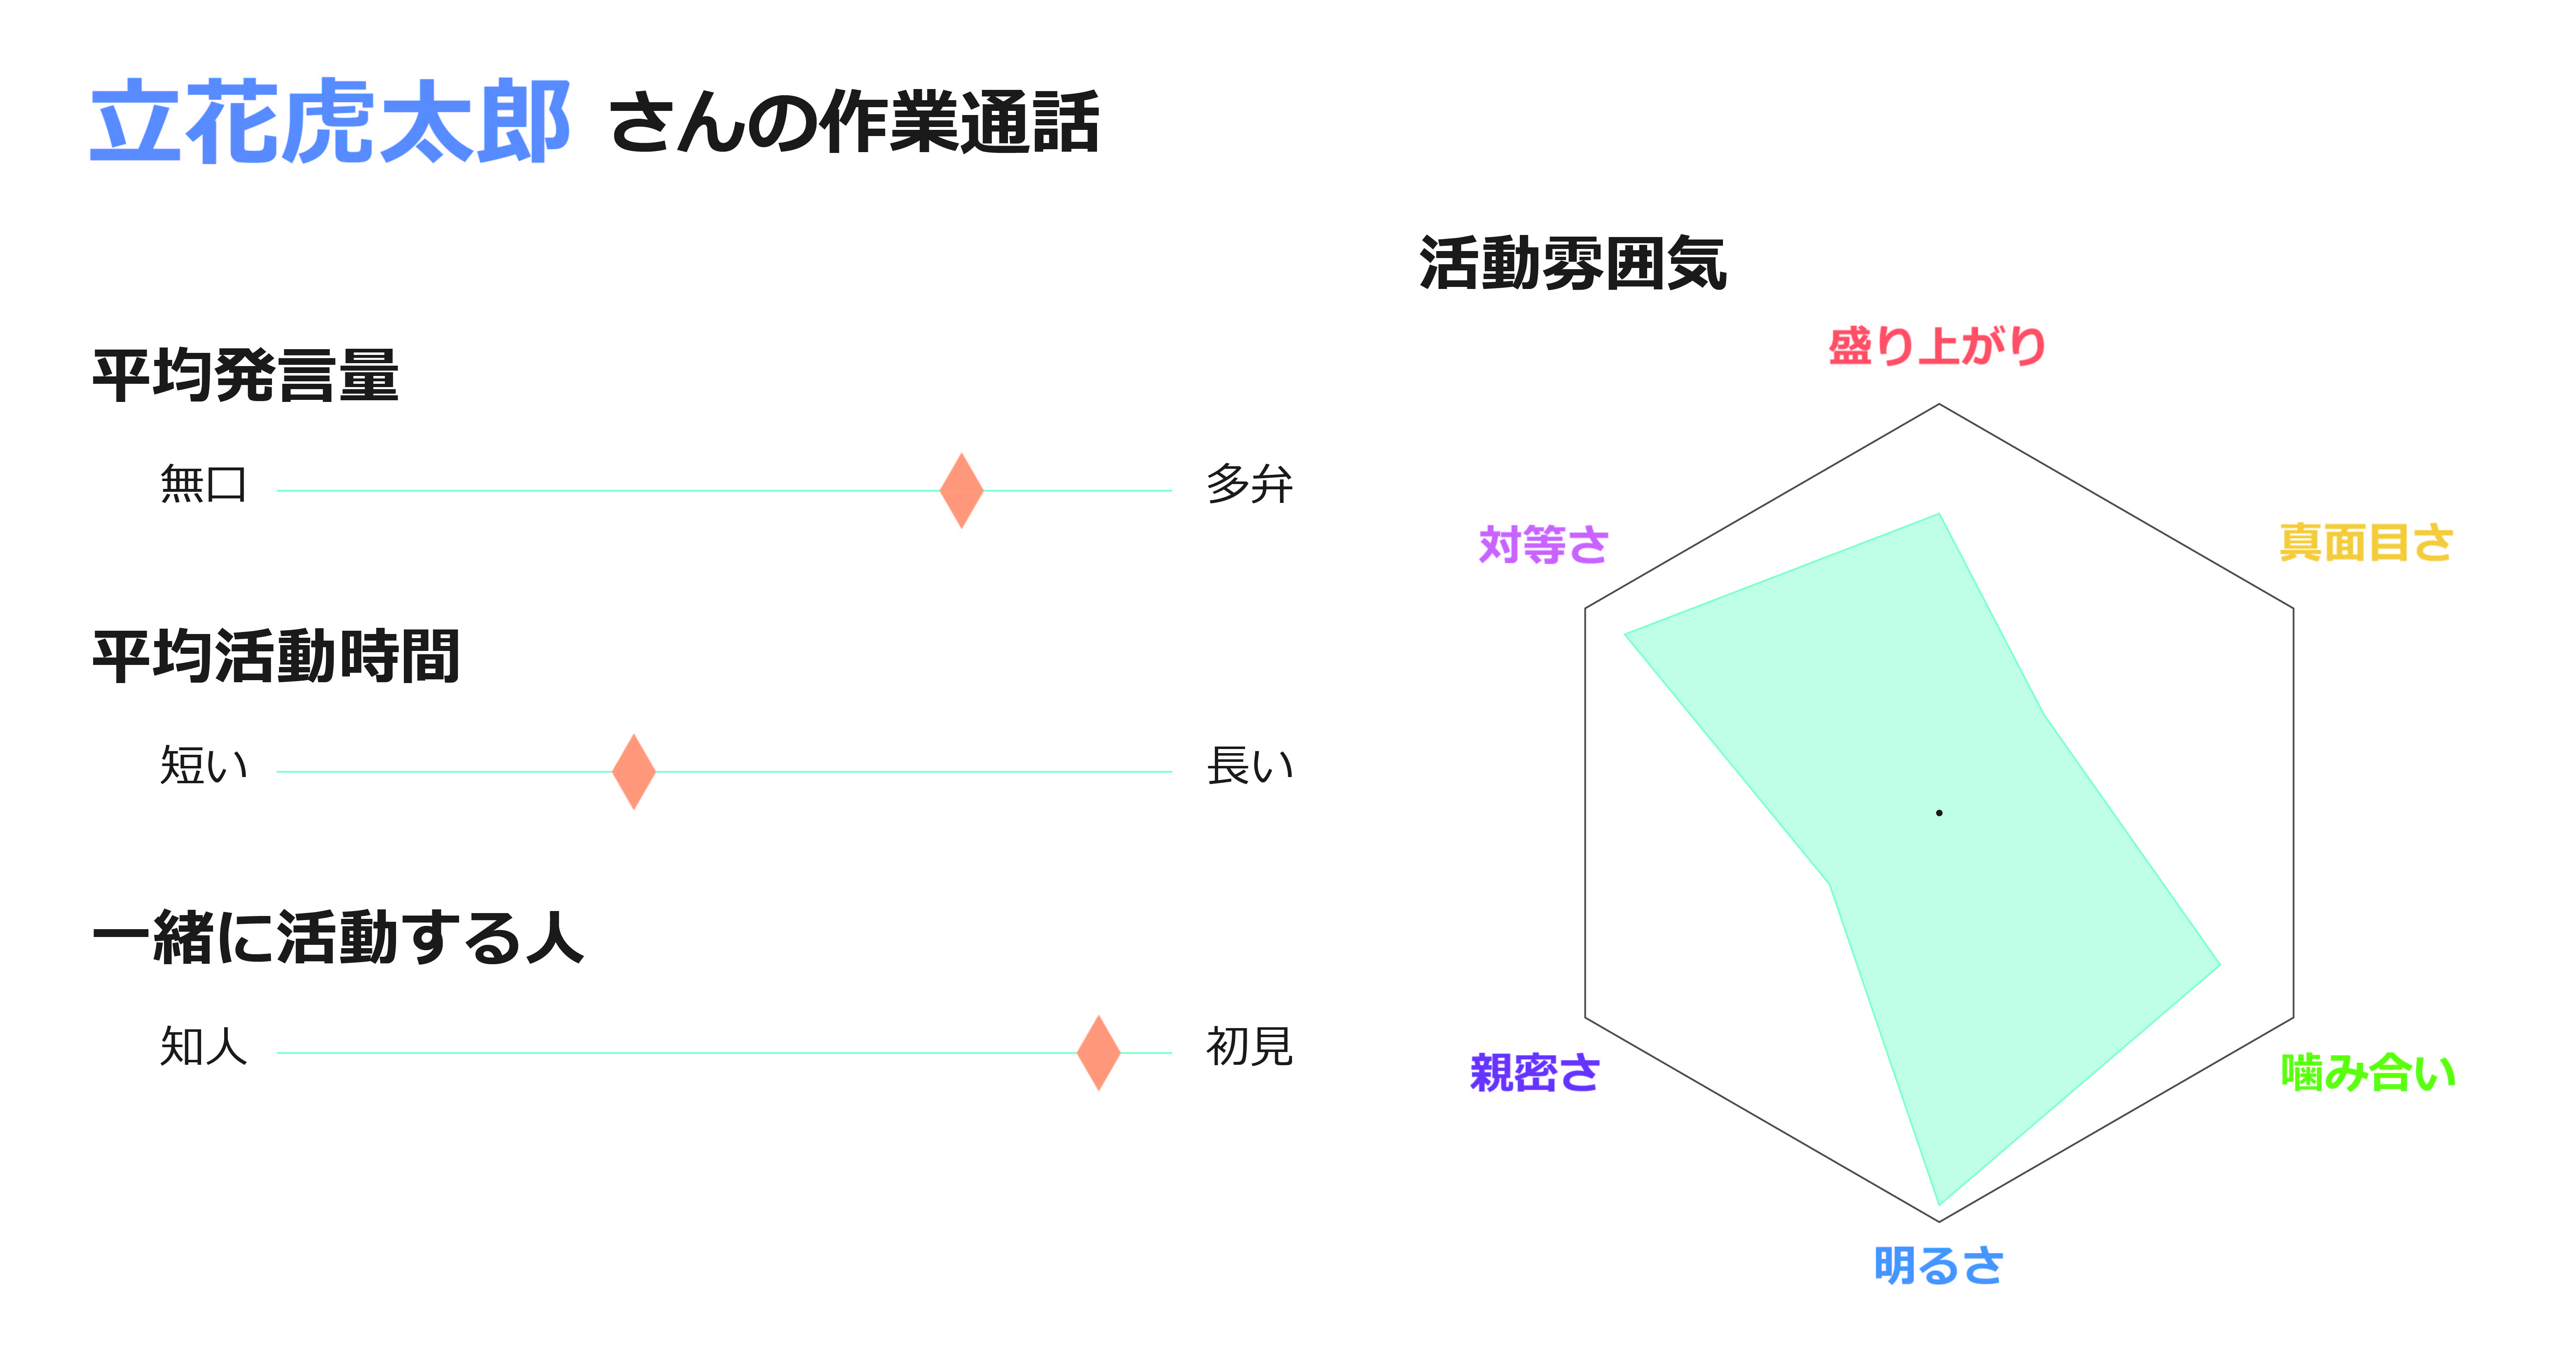 立花虎太郎 さんの作業通話
平均発言量
無口 多弁
平均活動時間
短い 長い
一緒に活動する人
知人 初見
活動雰囲気
盛り上がり
対等さ 真面目さ
親密さ 噛み合い
明るさ